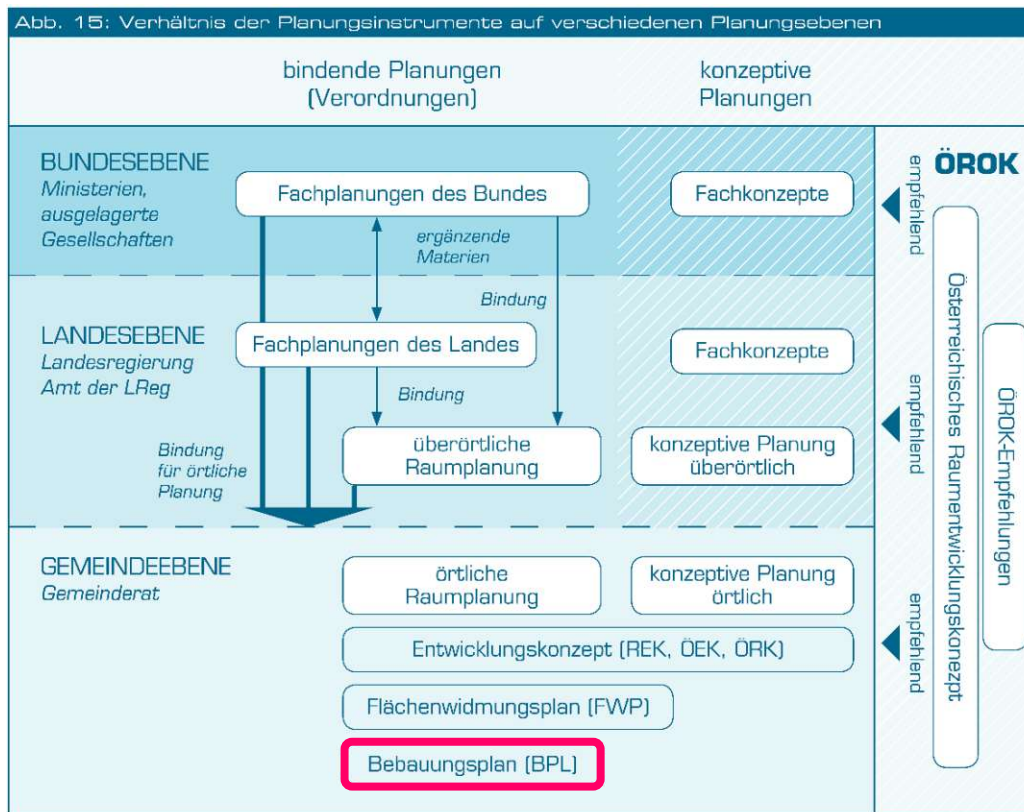 Abb. 15: Verhältnis der Planungsinstrumente auf verschiedenen Planungsebenen
bindende Planungen
(Verordnungen)
konzeptive
Planungen
BUNDESEBENE
Ministerien,
ausgelagerte
Gesellschaften
Fachplanungen des Bundes
Fachkonzepte
ergänzende
Materien
Bindung
LANDESEBENE
Landesregierung
Amt der LReg
Fachplanungen des Landes
Fachkonzepte
Bindung
überörtliche
Raumplanung
konzeptive Planung
überörtlich
Bindung
für örtliche
Planung
GEMEINDEEBENE
Gemeinderat
örtliche
Raumplanung
konzeptive Planung
örtlich
Entwicklungskonzept (REK, ÖEK, ÖRK)
Flächenwidmungsplan (FWP)
Bebauungsplan (BPL)
ÖROK
empfehlend
empfehlend
empfehlend
Österreichisches Raumentwicklungskonezpt
ÖROK-Empfehlungen